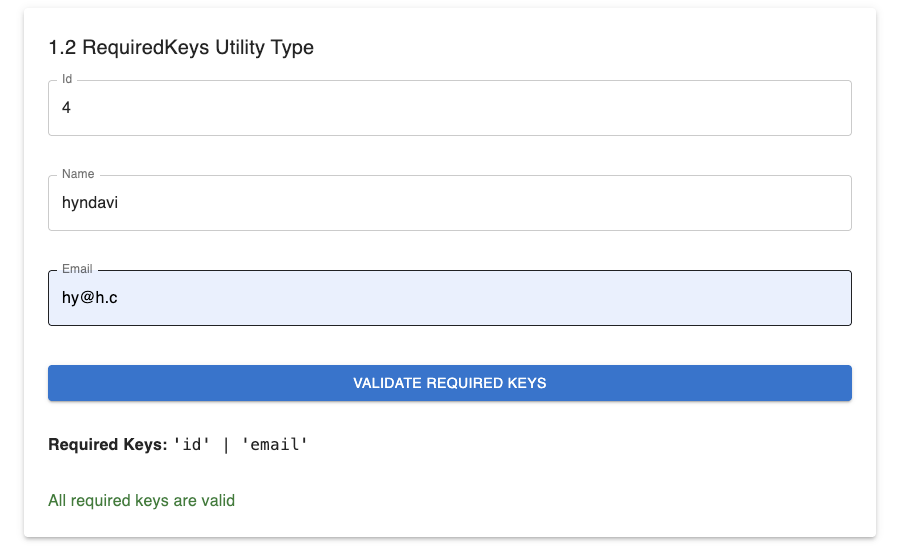 1.2 RequiredKeys Utility Type
Id
4
Name
hyndavi
Email
hy@h.c
VALIDATE REQUIRED KEYS
Required Keys: 'id' | 'email'
All required keys are valid